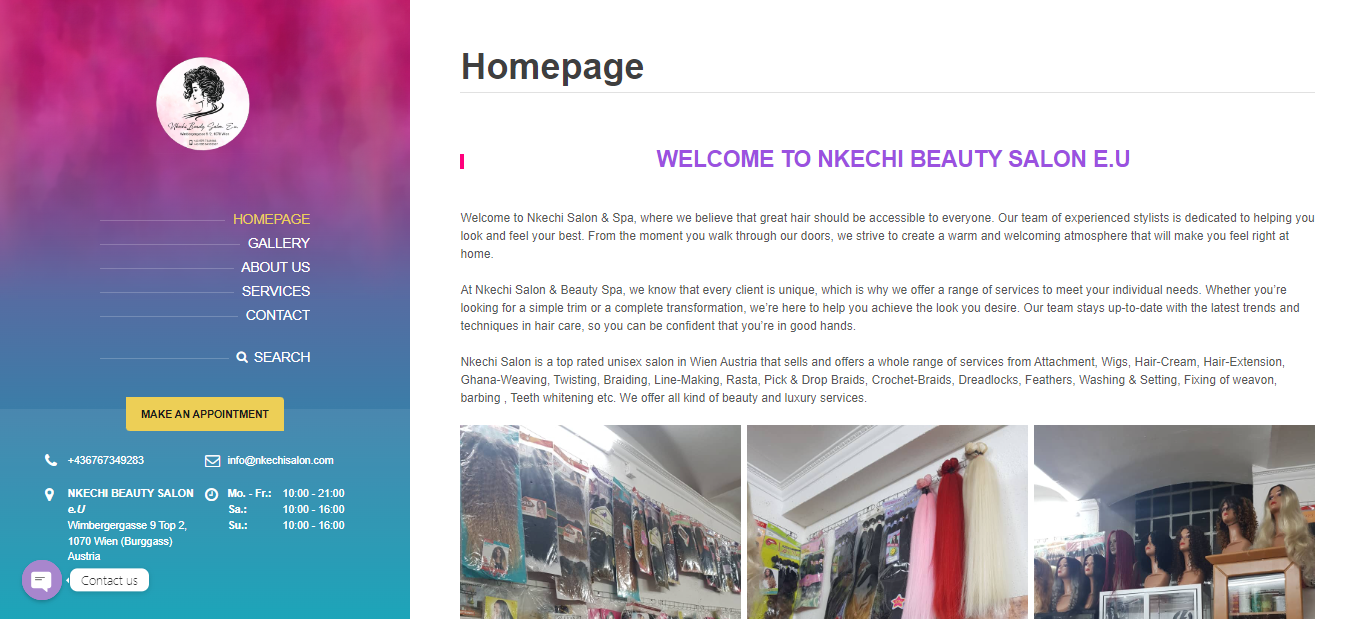 Nkechi Beauty Salon E.u.
Wimbergergasse 9/2, 1070 Wien
HOMEPAGE
GALLERY
ABOUT US
SERVICES
CONTACT
SEARCH
MAKE AN APPOINTMENT
+436767349283
info@nkechisalon.com
NKECHI BEAUTY SALON
e.U
Wimbergergasse 9 Top 2,
1070 Wien (Burggass)
Austria
Mo. - Fr.: 10:00 - 21:00
Sa.: 10:00 - 16:00
Su.: 10:00 - 16:00
Contact us
Homepage
WELCOME TO NKECHI BEAUTY SALON E.U
Welcome to Nkechi Salon & Spa, where we believe that great hair should be accessible to everyone. Our team of experienced stylists is dedicated to helping you
look and feel your best. From the moment you walk through our doors, we strive to create a warm and welcoming atmosphere that will make you feel right at
home.
At Nkechi Salon & Beauty Spa, we know that every client is unique, which is why we offer a range of services to meet your individual needs. Whether you’re
looking for a simple trim or a complete transformation, we’re here to help you achieve the look you desire. Our team stays up-to-date with the latest trends and
techniques in hair care, so you can be confident that you’re in good hands.
Nkechi Salon is a top rated unisex salon in Wien Austria that sells and offers a whole range of services from Attachment, Wigs, Hair-Cream, Hair-Extension,
Ghana-Weaving, Twisting, Braiding, Line-Making, Rasta, Pick & Drop Braids, Crochet-Braids, Dreadlocks, Feathers, Washing & Setting, Fixing of weavon,
barbing , Teeth whitening etc. We offer all kind of beauty and luxury services.